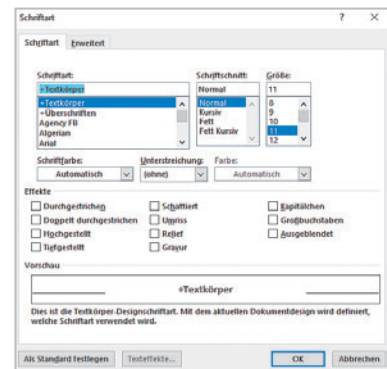 Schriftart ? ×
Schriftart Erweitert
Schriftart: Schriftschnitt: Größe:
+Textkörper Normal 11
+Textkörper Normal 8
+Überschriften Kursiv 9
Agency FB Fett 10
Algerian Fett Kursiv 11
Arial 12
Schriftfarbe: Unterstreichung: Farbe:
Automatisch (ohne) Automatisch
Effekte
Durchgestrichen Schattiert Kapitälchen
Doppelt durchgestrichen Umriss Großbuchstaben
Hochgestellt Relief Ausgeblendet
Tiefgestellt Gravur
Vorschau
+Textkörper
Dies ist die Textkörper-Designschriftart. Mit dem aktuellen Dokumentdesign wird definiert,
welche Schriftart verwendet wird.
Als Standard festlegen Texteffekte... OK Abbrechen